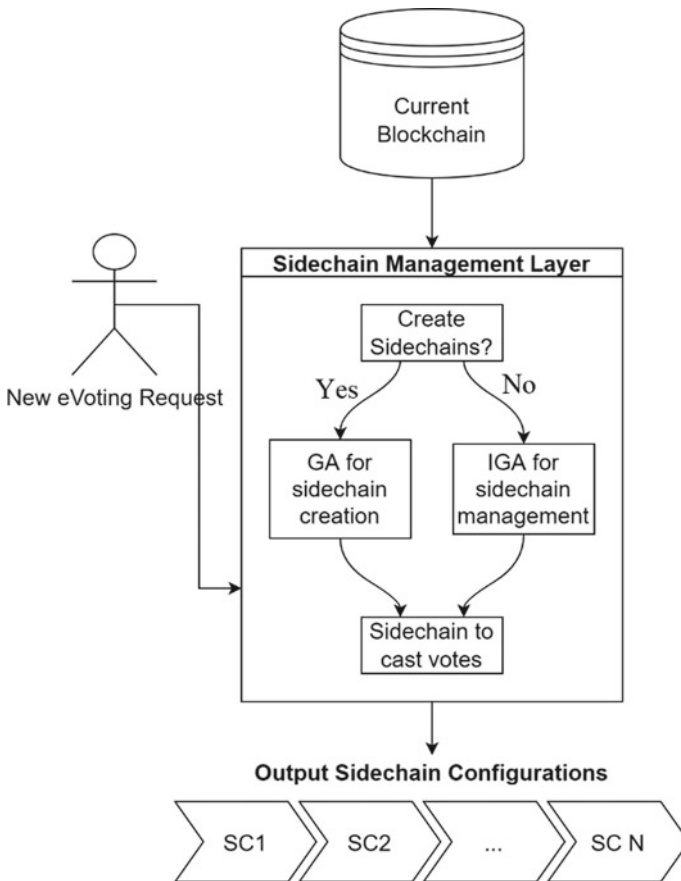 Current
Blockchain
Sidechain Management Layer
New eVoting Request
Create
Sidechains?
Yes
No
GA for
sidechain
creation
IGA for
sidechain
management
Sidechain to
cast votes
Output Sidechain Configurations
SC1
SC2
...
SC N